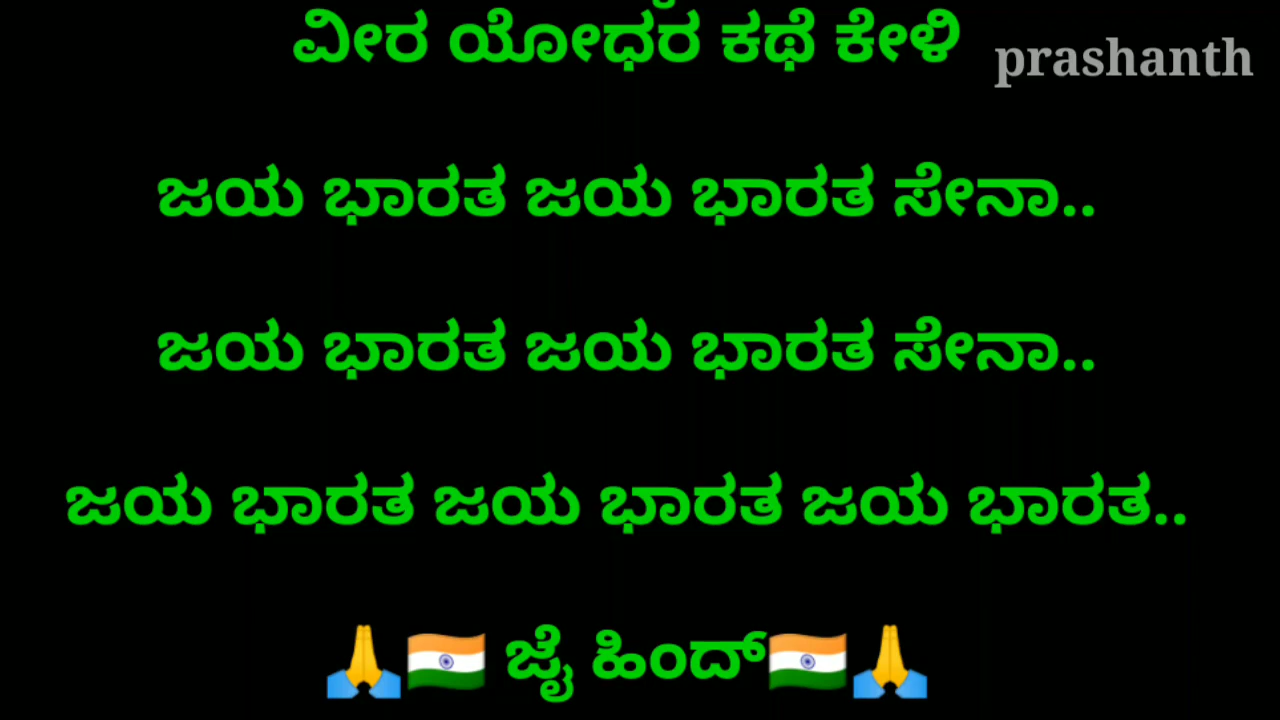 ವೀರ ಯೋಧರ ಕಥೆ ಕೇಳಿ
prashanth
ಜಯ ಭಾರತ ಜಯ ಭಾರತ ಸೇನಾ..
ಜಯ ಭಾರತ ಜಯ ಭಾರತ ಸೇನಾ..
ಜಯ ಭಾರತ ಜಯ ಭಾರತ ಜಯ ಭಾರತ..
🙏🇮🇳 ಜೈ ಹಿಂದ್🇮🇳🙏